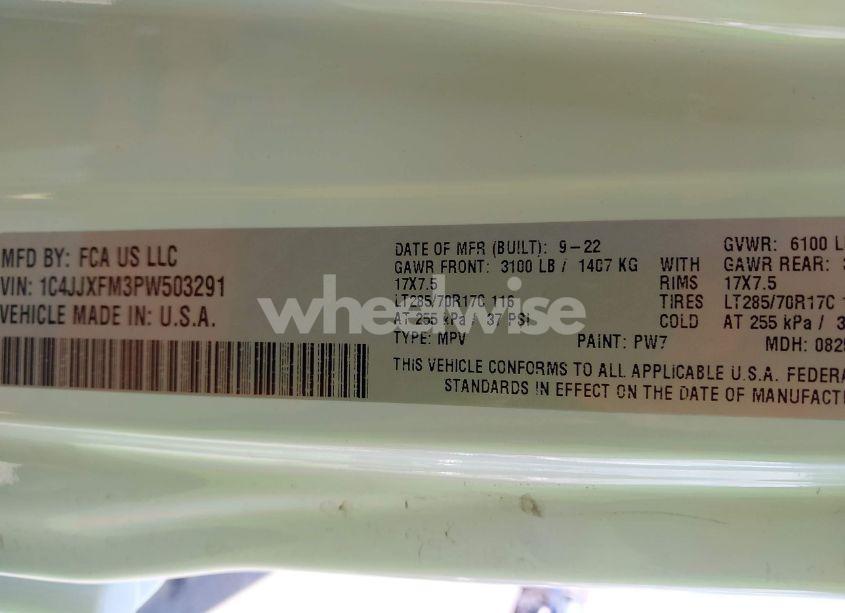 MFD BY: FCA US LLC
VIN: 1C4JJXFM3PW503291
VEHICLE MADE IN: U.S.A.
DATE OF MFR (BUILT): 9-22
GVWR: 6100 L
GAWR FRONT: 3100 LB / 1407 KG WITH GAWR REAR:
17X7.5 RIMS 17X7.5
LT285/70R17C 116 TIRES LT285/70R17C
AT 255 kPa / 37 PSI COLD AT 255 kPa /
TYPE: MPV PAINT: PW7 MDH: 082
THIS VEHICLE CONFORMS TO ALL APPLICABLE U.S.A. FEDERA
STANDARDS IN EFFECT ON THE DATE OF MANUFACT
wheelwise